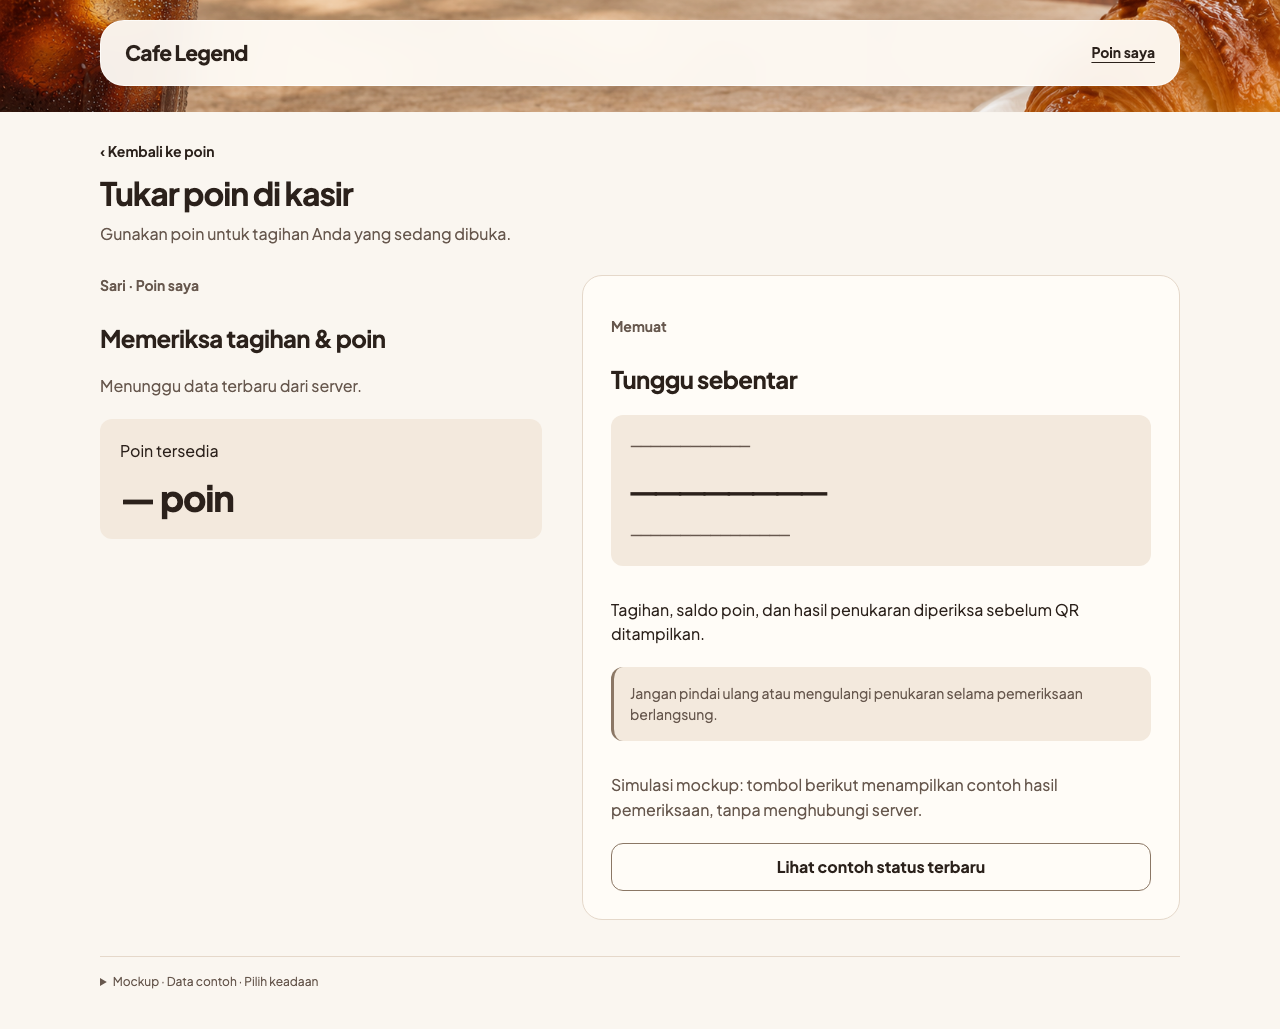 Cafe Legend
Poin saya
‹ Kembali ke poin
Tukar poin di kasir
Gunakan poin untuk tagihan Anda yang sedang dibuka.
Sari · Poin saya
Memeriksa tagihan & poin
Menunggu data terbaru dari server.
Poin tersedia
— poin
Memuat
Tunggu sebentar
————————
————————
————————
Tagihan, saldo poin, dan hasil penukaran diperiksa sebelum QR
ditampilkan.
Jangan pindai ulang atau mengulangi penukaran selama pemeriksaan
berlangsung.
Simulasi mockup: tombol berikut menampilkan contoh hasil
pemeriksaan, tanpa menghubungi server.
Lihat contoh status terbaru
Mockup · Data contoh · Pilih keadaan